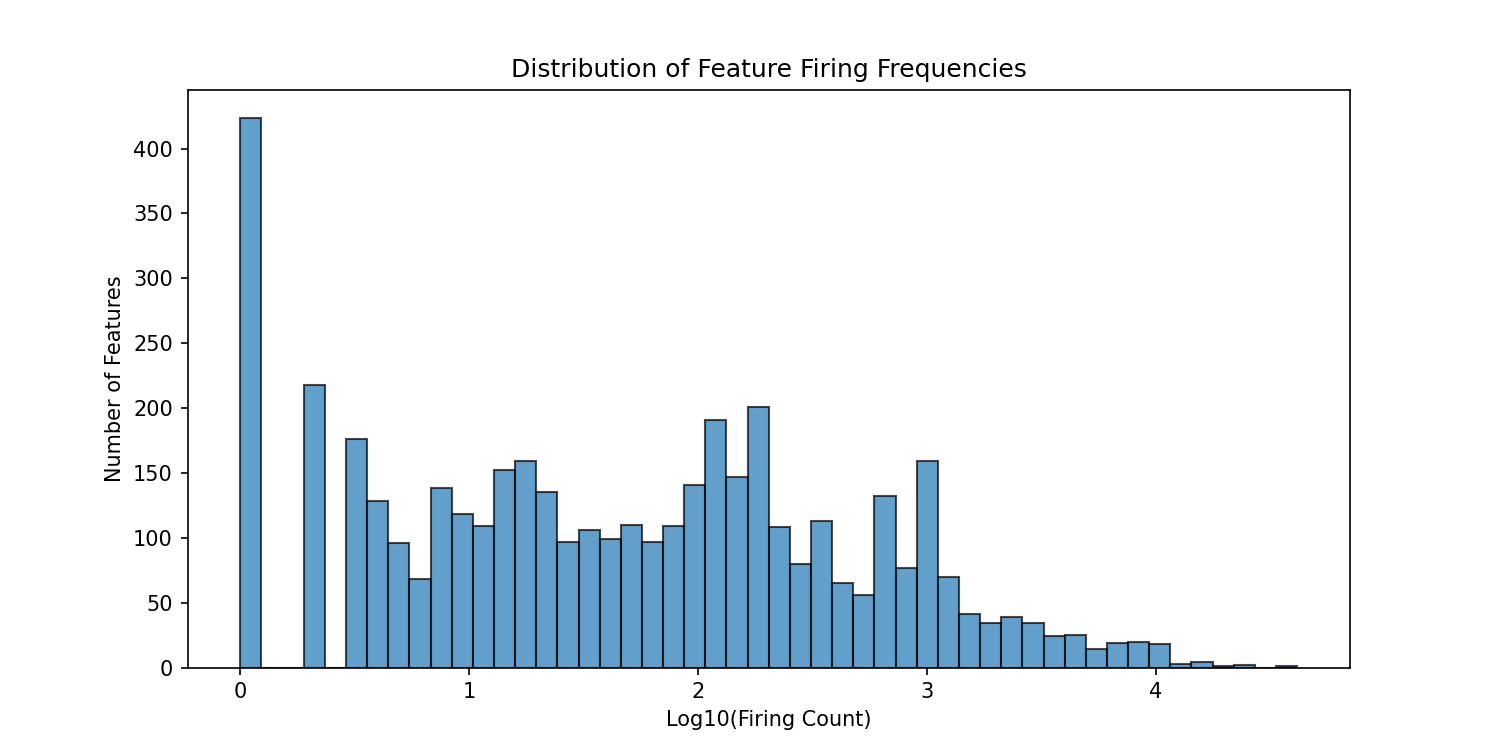 Distribution of Feature Firing Frequencies
Number of Features
400
350
300
250
200
150
100
50
0
0 1 2 3 4
Log10(Firing Count)